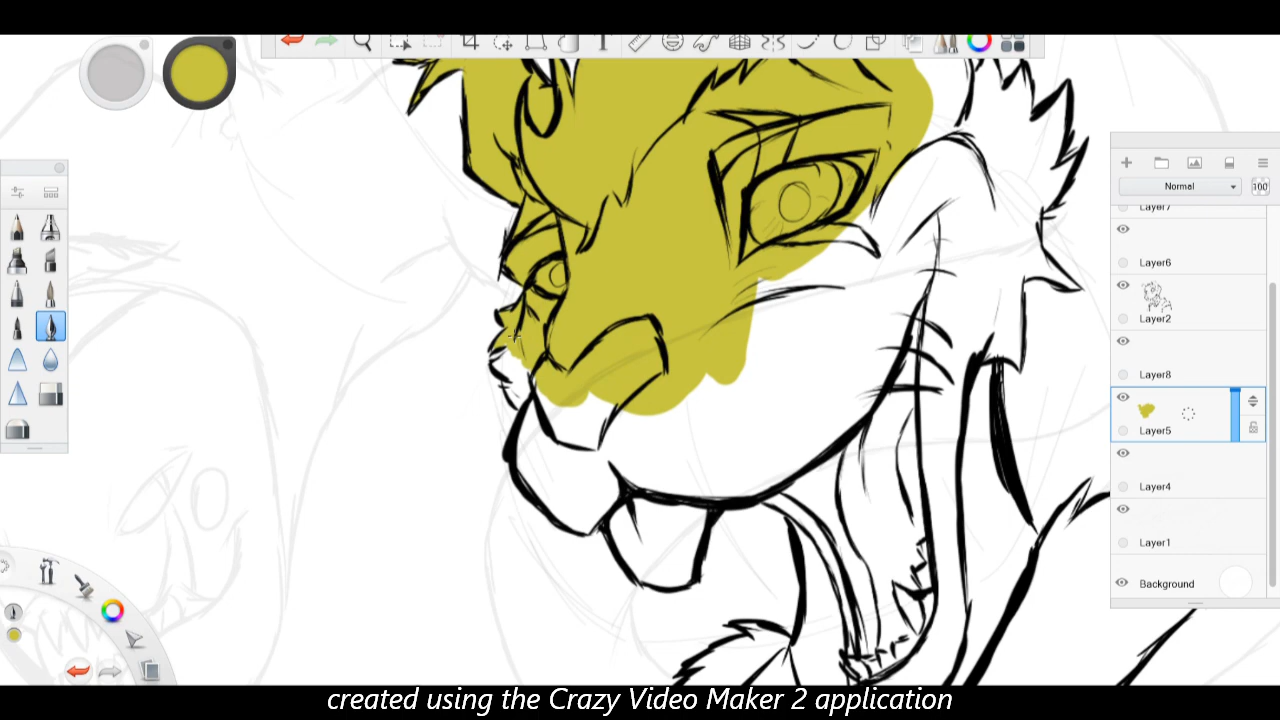 T
Normal
100
Layer7
Layer6
Layer2
Layer8
Layer5
Layer4
Layer1
Background
created using the Crazy Video Maker 2 application